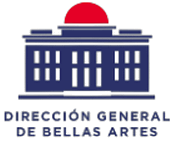 DIRECCIÓN GENERAL
DE BELLAS ARTES